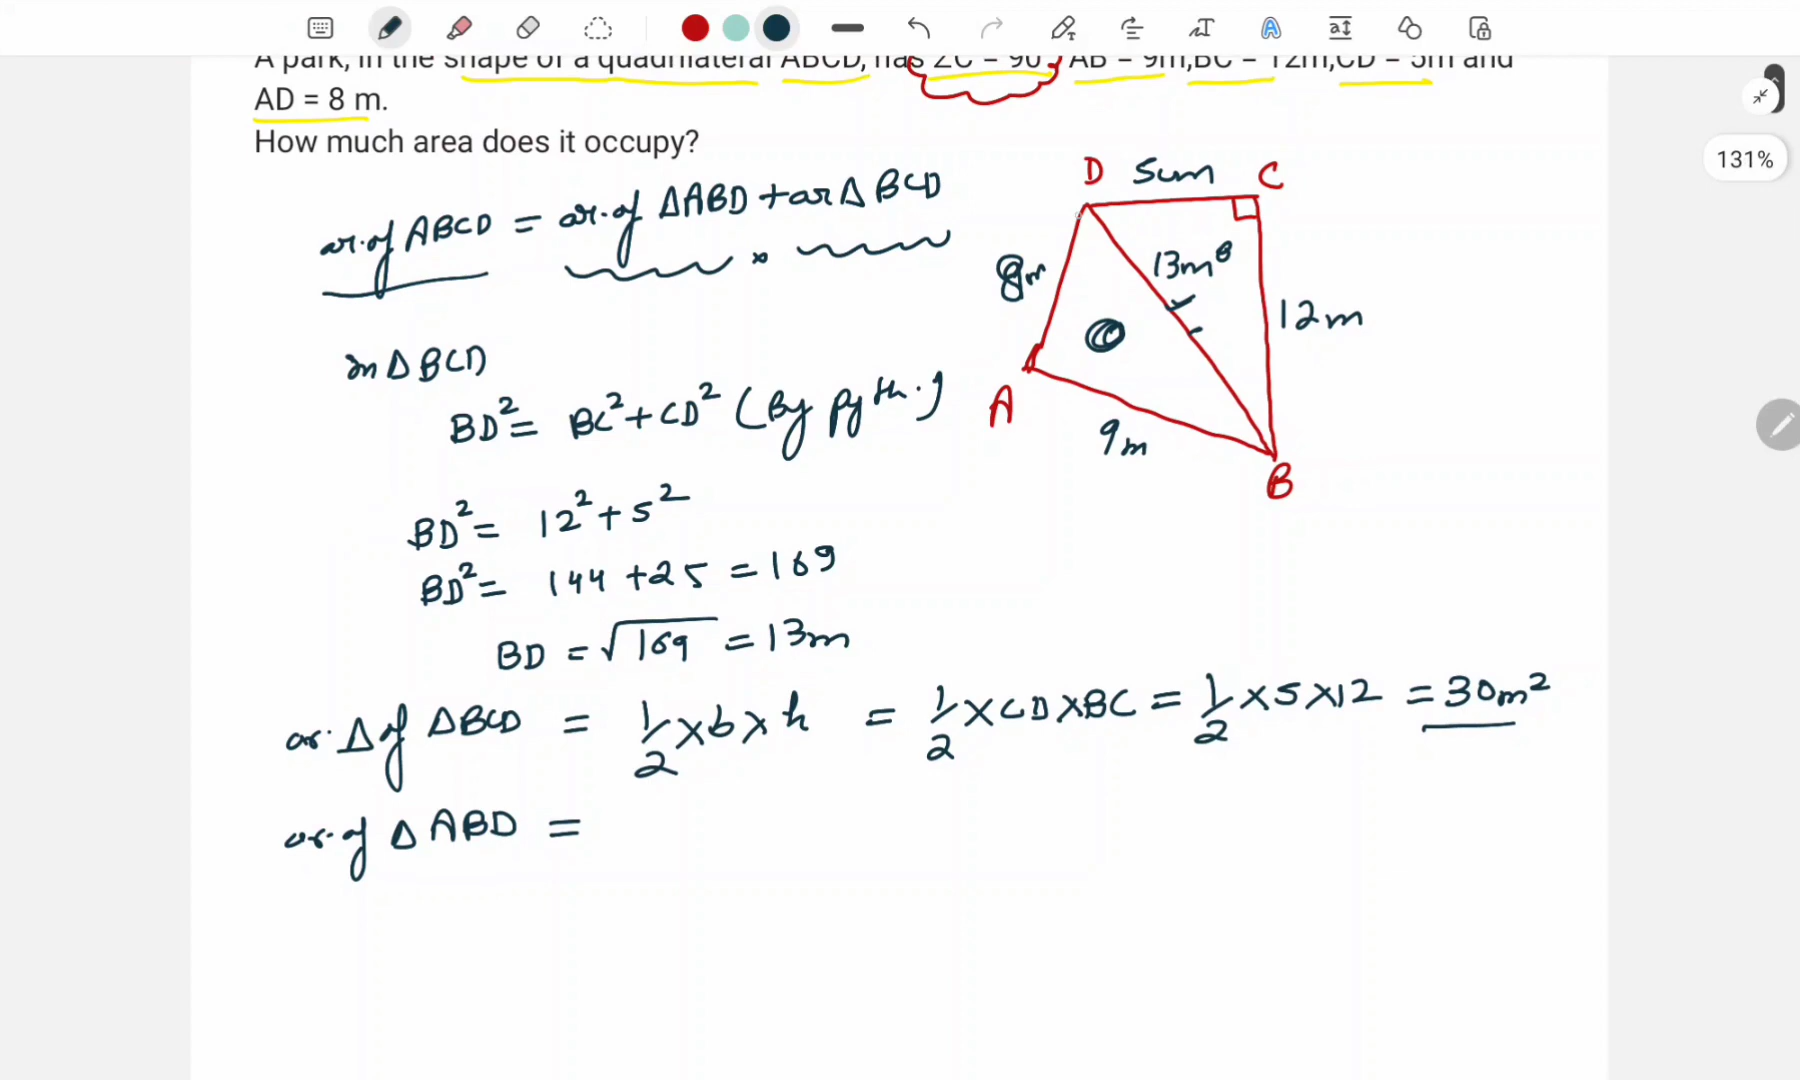 A park, in the shape of a quadrilateral ABCD, has ∠C = 90°, AB = 9m,BC = 12m,CD = 5m and
AD = 8 m.
How much area does it occupy?
131%
ar.of ABCD = ar.of ΔABD + ar Δ BCD
D 5um C
8m
13m
12m
A
9m
B
in Δ BCD
BD² = BC² + CD² (By pyth.)
BD² = 12² + 5²
BD² = 144 + 25 = 169
BD = √169 = 13m
ar. Δ of ΔBCD = 1/2 × b × h = 1/2 × CD × BC = 1/2 × 5 × 12 = 30m²
ar.of Δ ABD =